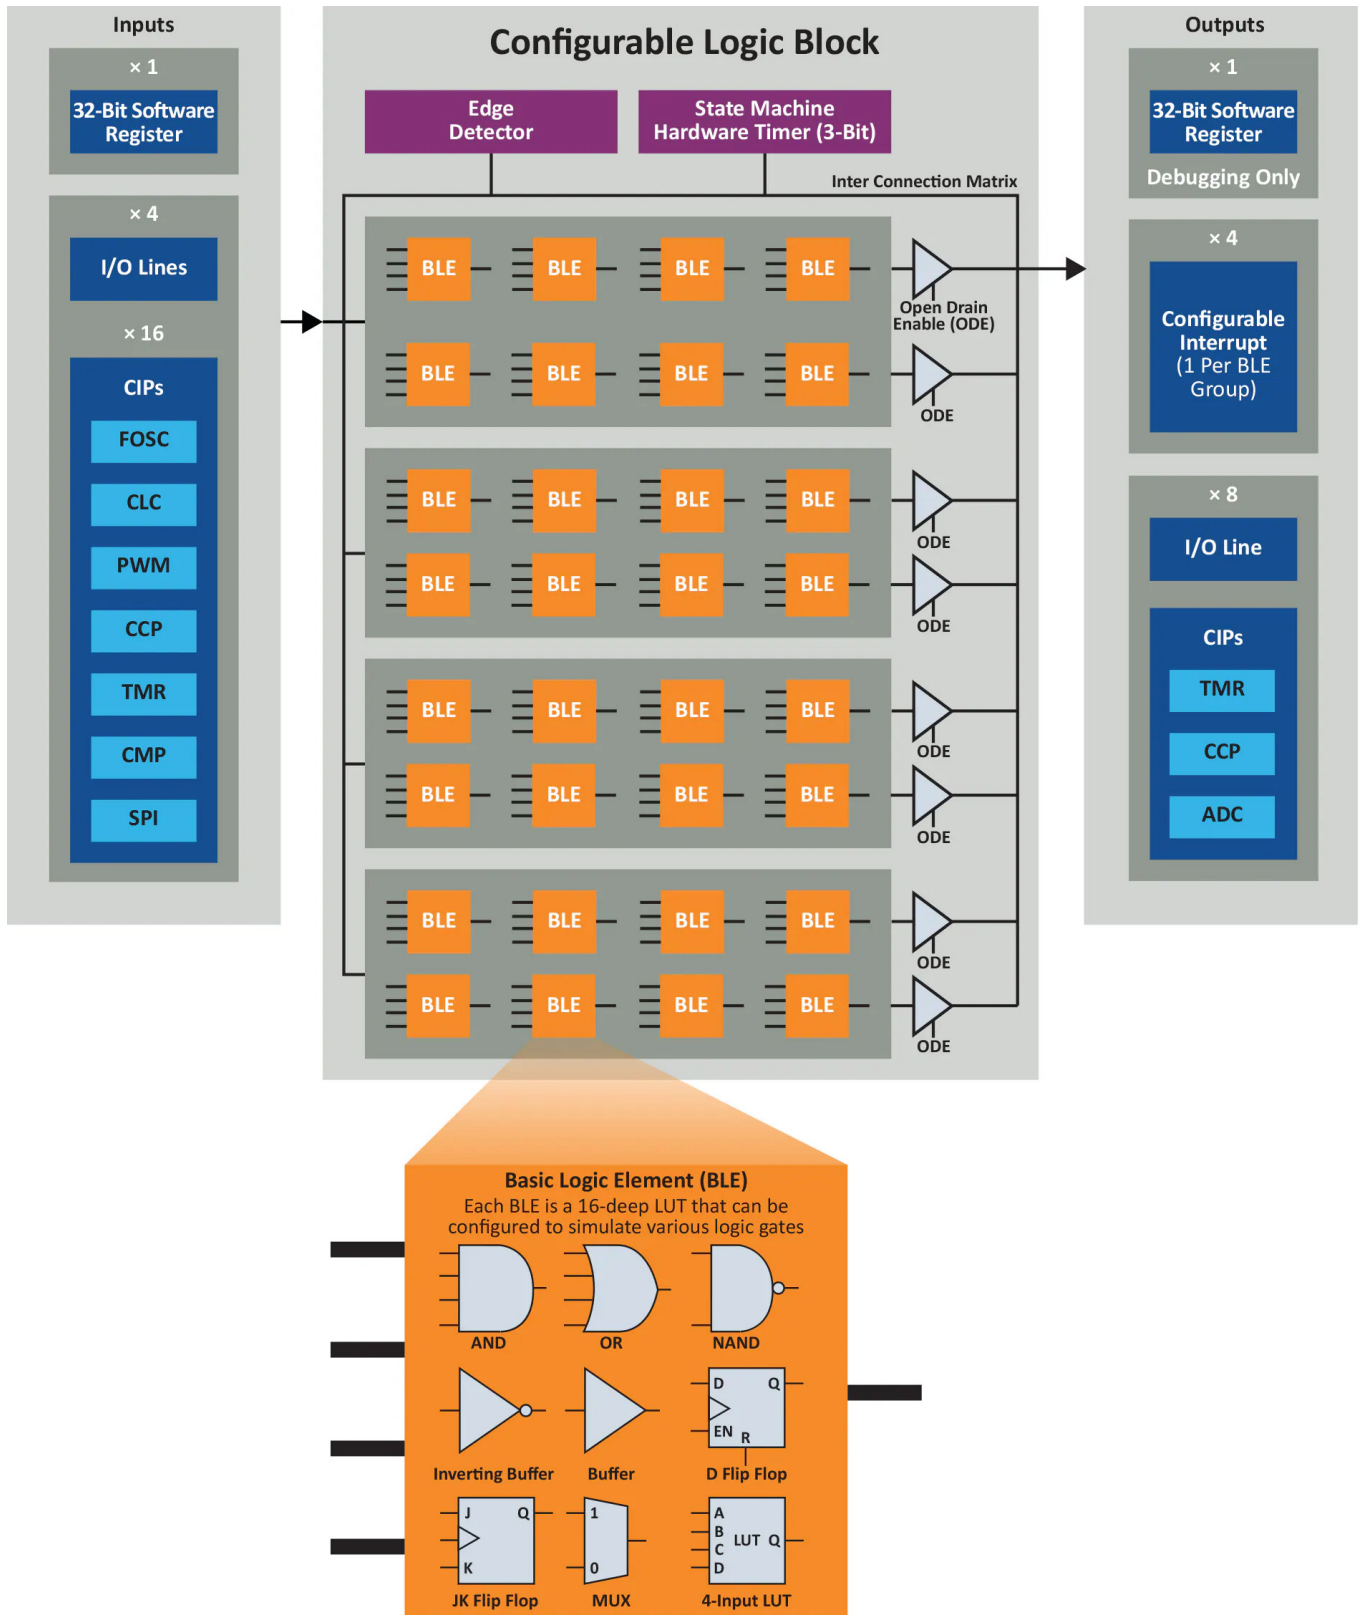 Inputs
× 1
32-Bit Software
Register
× 4
I/O Lines
× 16
CIPs
FOSC
CLC
PWM
CCP
TMR
CMP
SPI
Configurable Logic Block
Edge
Detector
State Machine
Hardware Timer (3-Bit)
Inter Connection Matrix
BLE BLE BLE BLE
Open Drain
Enable (ODE)
BLE BLE BLE BLE
ODE
BLE BLE BLE BLE
ODE
BLE BLE BLE BLE
ODE
BLE BLE BLE BLE
ODE
BLE BLE BLE BLE
ODE
BLE BLE BLE BLE
ODE
BLE BLE BLE BLE
ODE
Outputs
× 1
32-Bit Software
Register
Debugging Only
× 4
Configurable
Interrupt
(1 Per BLE
Group)
× 8
I/O Line
CIPs
TMR
CCP
ADC
Basic Logic Element (BLE)
Each BLE is a 16-deep LUT that can be
configured to simulate various logic gates
AND OR NAND
D Q
EN R
Inverting Buffer Buffer D Flip Flop
J Q 1 A
B
LUT Q
C
K 0 D
JK Flip Flop MUX 4-Input LUT